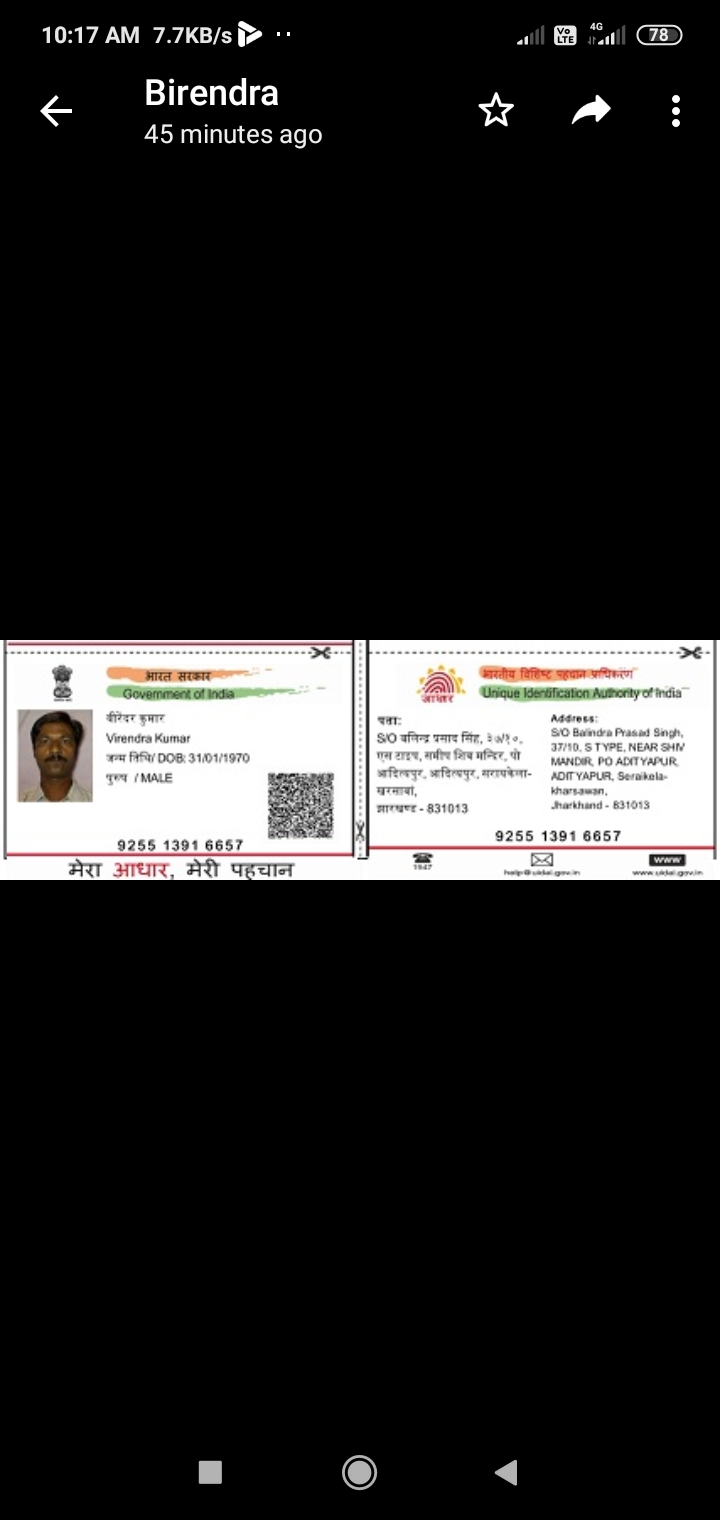 10:17 AM 7.7KB/s
Vo LTE
4G
78
Birendra
45 minutes ago
भारत सरकार
Government of India
वीरेंदर कुमार
Virendra Kumar
जन्म तिथि/ DOB: 31/01/1970
पुरुष / MALE
9255 1391 6657
मेरा आधार, मेरी पहचान
भारतीय विशिष्ट पहचान प्राधिकरण
Unique Identification Authority of India
आधार
पता:
S/O बलिन्द्र प्रसाद सिंह, ३७/१०,
एस टाइप, समीप शिव मन्दिर, पो
आदित्यपुर, आदित्यपुर, सरायकेला-
खरसावां,
झारखण्ड - 831013
Address:
S/O Balindra Prasad Singh,
37/10, S TYPE, NEAR SHIV
MANDIR, PO ADITYAPUR,
ADITYAPUR, Seraikela-
kharsawan,
Jharkhand - 831013
9255 1391 6657
1947
help@uidai.gov.in
www
www.uidai.gov.in